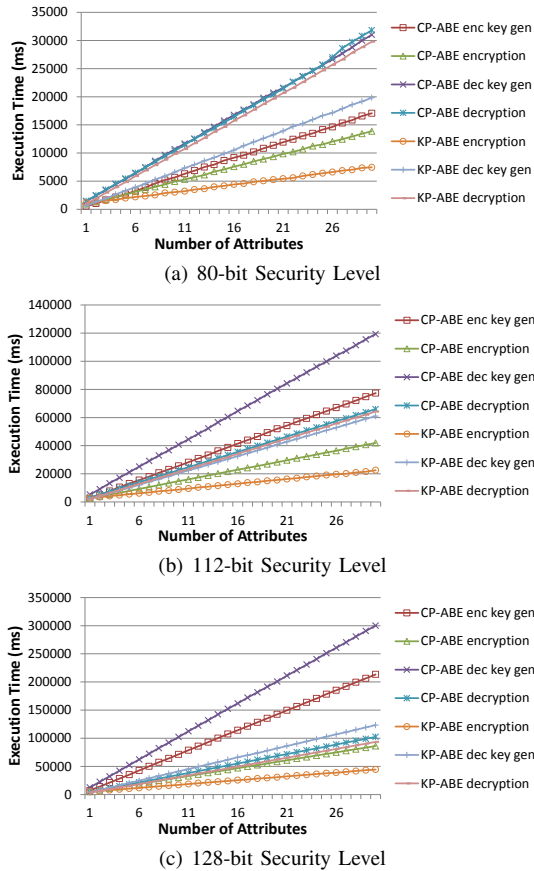 35000
30000
25000
20000
15000
10000
5000
0
Execution Time (ms)
1 6 11 16 21 26
Number of Attributes
CP-ABE enc key gen
CP-ABE encryption
CP-ABE dec key gen
CP-ABE decryption
KP-ABE encryption
KP-ABE dec key gen
KP-ABE decryption
(a) 80-bit Security Level
140000
120000
100000
80000
60000
40000
20000
0
Execution Time (ms)
1 6 11 16 21 26
Number of Attributes
CP-ABE enc key gen
CP-ABE encryption
CP-ABE dec key gen
CP-ABE decryption
KP-ABE encryption
KP-ABE dec key gen
KP-ABE decryption
(b) 112-bit Security Level
350000
300000
250000
200000
150000
100000
50000
0
Execution Time (ms)
1 6 11 16 21 26
Number of Attributes
CP-ABE enc key gen
CP-ABE encryption
CP-ABE dec key gen
CP-ABE decryption
KP-ABE encryption
KP-ABE dec key gen
KP-ABE decryption
(c) 128-bit Security Level